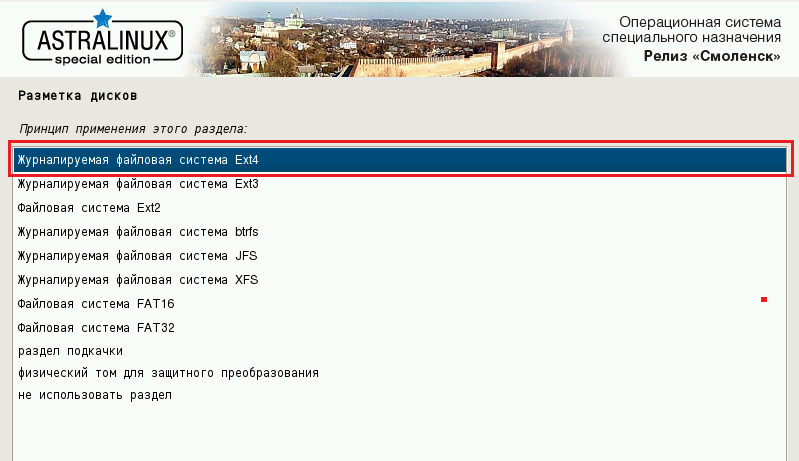 ASTRALINUX®
special edition
Операционная система
специального назначения
Релиз «Смоленск»
Разметка дисков
Принцип применения этого раздела:
Журналируемая файловая система Ext4
Журналируемая файловая система Ext3
Файловая система Ext2
Журналируемая файловая система btrfs
Журналируемая файловая система JFS
Журналируемая файловая система XFS
Файловая система FAT16
Файловая система FAT32
раздел подкачки
физический том для защитного преобразования
не использовать раздел